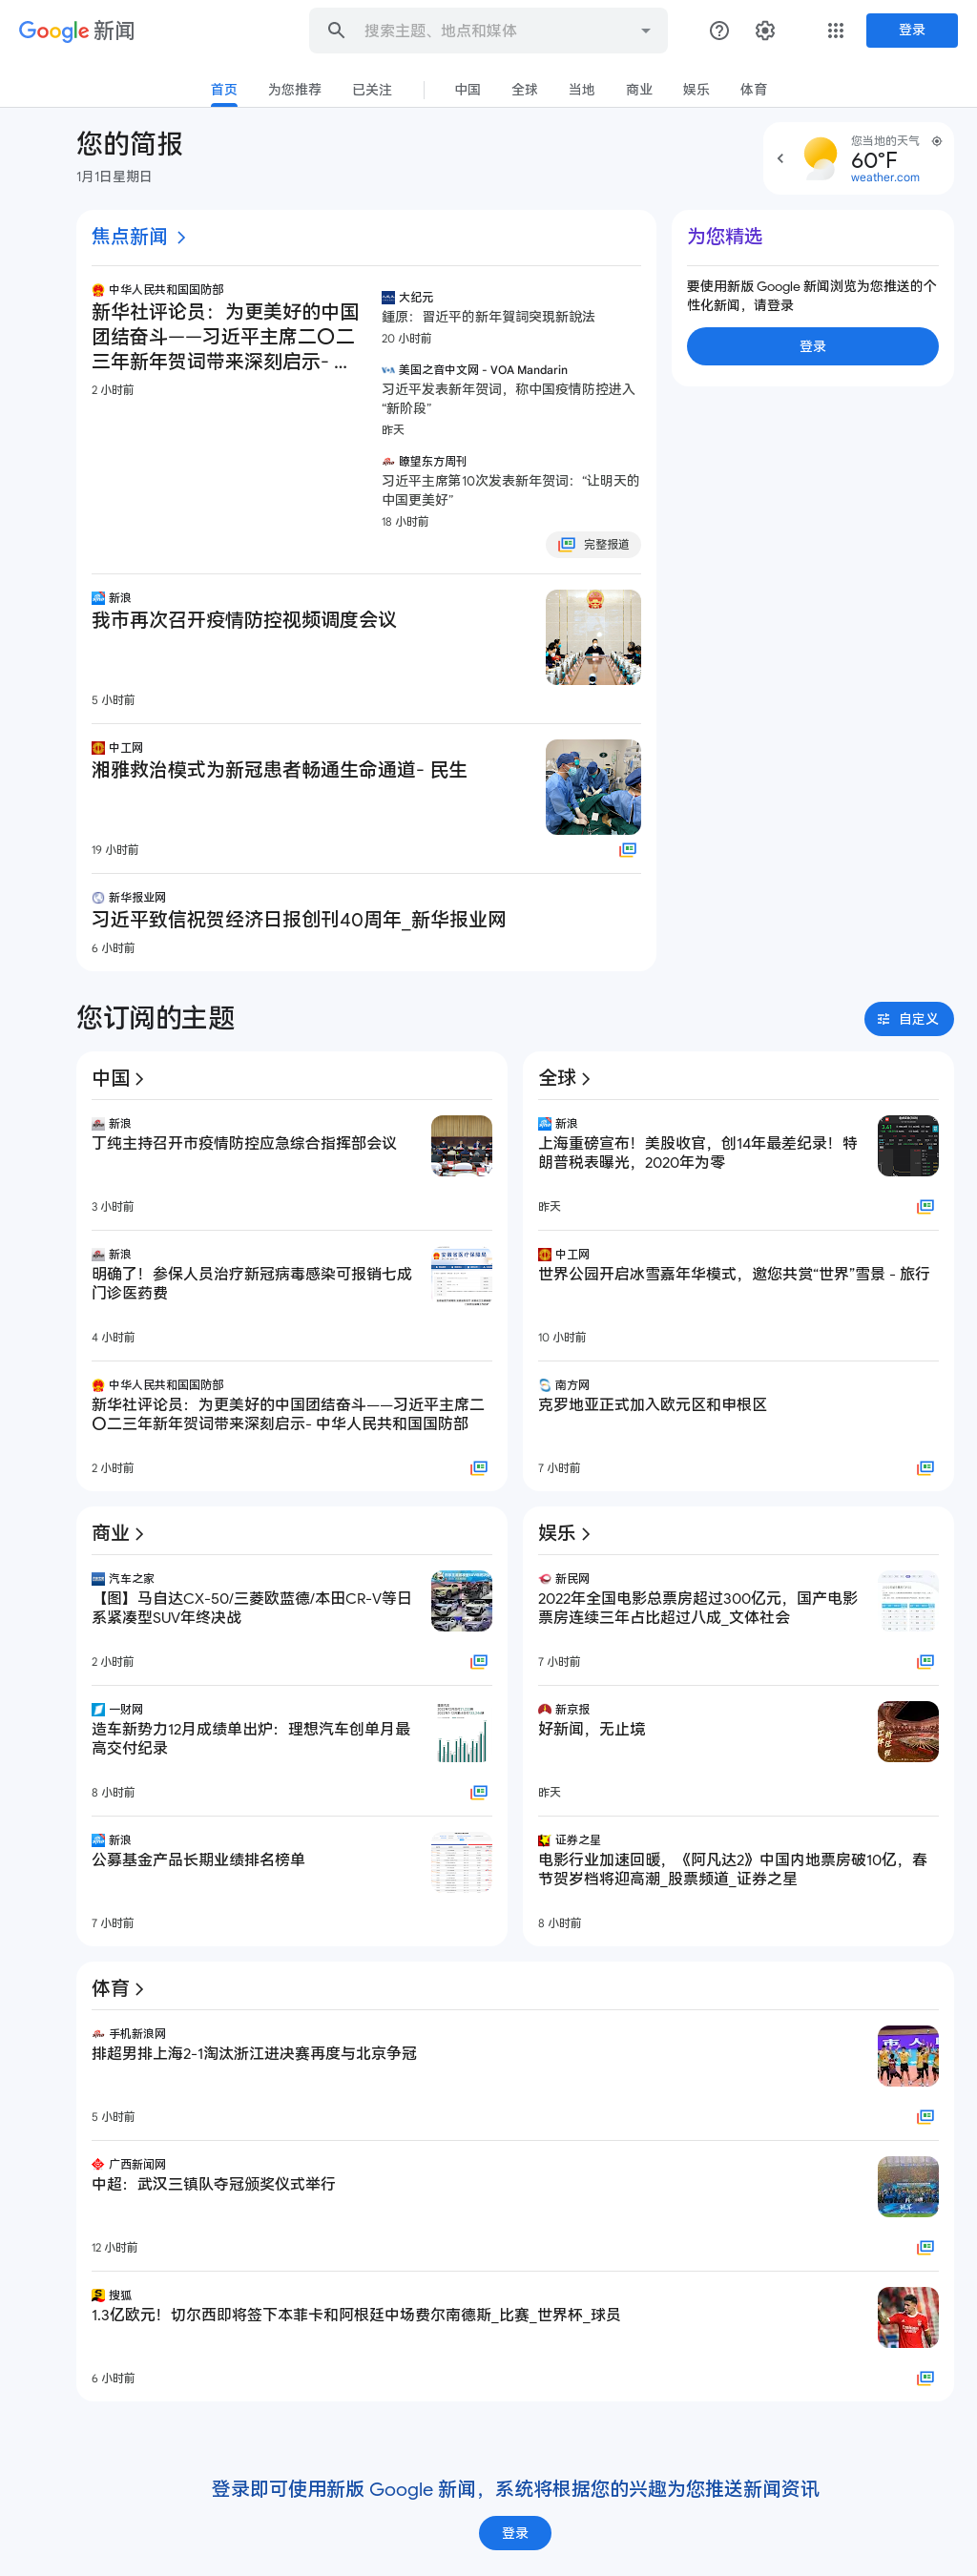 Google 新闻
搜索主题、地点和媒体
登录
首页
为您推荐
已关注
中国
全球
当地
商业
娱乐
体育
您的简报
1月1日星期日
您当地的天气
60°F
weather.com
焦点新闻
中华人民共和国国防部
新华社评论员：为更美好的中国
团结奋斗——习近平主席二〇二
三年新年贺词带来深刻启示- ...
2 小时前
大纪元
鍾原：習近平的新年賀詞突現新說法
20 小时前
美国之音中文网 - VOA Mandarin
习近平发表新年贺词，称中国疫情防控进入
“新阶段”
昨天
瞭望东方周刊
习近平主席第10次发表新年贺词：“让明天的
中国更美好”
18 小时前
完整报道
新浪
我市再次召开疫情防控视频调度会议
5 小时前
中工网
湘雅救治模式为新冠患者畅通生命通道- 民生
19 小时前
新华报业网
习近平致信祝贺经济日报创刊40周年_新华报业网
6 小时前
为您精选
要使用新版 Google 新闻浏览为您推送的个
性化新闻，请登录
登录
您订阅的主题
自定义
中国
新浪
丁纯主持召开市疫情防控应急综合指挥部会议
3 小时前
新浪
明确了！参保人员治疗新冠病毒感染可报销七成
门诊医药费
4 小时前
中华人民共和国国防部
新华社评论员：为更美好的中国团结奋斗——习近平主席二
〇二三年新年贺词带来深刻启示- 中华人民共和国国防部
2 小时前
全球
新浪
上海重磅宣布！美股收官，创14年最差纪录！特
朗普税表曝光，2020年为零
昨天
中工网
世界公园开启冰雪嘉年华模式，邀您共赏“世界”雪景 - 旅行
10 小时前
南方网
克罗地亚正式加入欧元区和申根区
7 小时前
商业
汽车之家
【图】马自达CX-50/三菱欧蓝德/本田CR-V等日
系紧凑型SUV年终决战
2 小时前
一财网
造车新势力12月成绩单出炉：理想汽车创单月最
高交付纪录
8 小时前
新浪
公募基金产品长期业绩排名榜单
7 小时前
娱乐
新民网
2022年全国电影总票房超过300亿元，国产电影
票房连续三年占比超过八成_文体社会
7 小时前
新京报
好新闻，无止境
昨天
证券之星
电影行业加速回暖，《阿凡达2》中国内地票房破10亿，春
节贺岁档将迎高潮_股票频道_证券之星
8 小时前
体育
手机新浪网
排超男排上海2-1淘汰浙江进决赛再度与北京争冠
5 小时前
广西新闻网
中超：武汉三镇队夺冠颁奖仪式举行
12 小时前
搜狐
1.3亿欧元！切尔西即将签下本菲卡和阿根廷中场费尔南德斯_比赛_世界杯_球员
6 小时前
登录即可使用新版 Google 新闻，系统将根据您的兴趣为您推送新闻资讯
登录